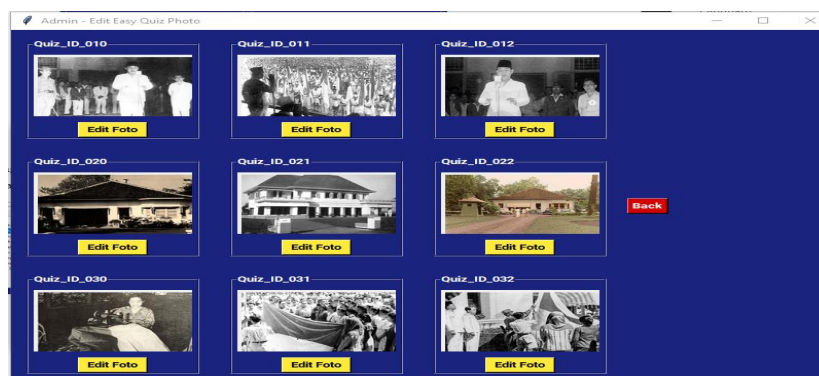 Admin - Edit Easy Quiz Photo
Quiz_ID_010
Quiz_ID_011
Quiz_ID_012
Edit Foto
Edit Foto
Edit Foto
Quiz_ID_020
Quiz_ID_021
Quiz_ID_022
Back
Edit Foto
Edit Foto
Edit Foto
Quiz_ID_030
Quiz_ID_031
Quiz_ID_032
Edit Foto
Edit Foto
Edit Foto